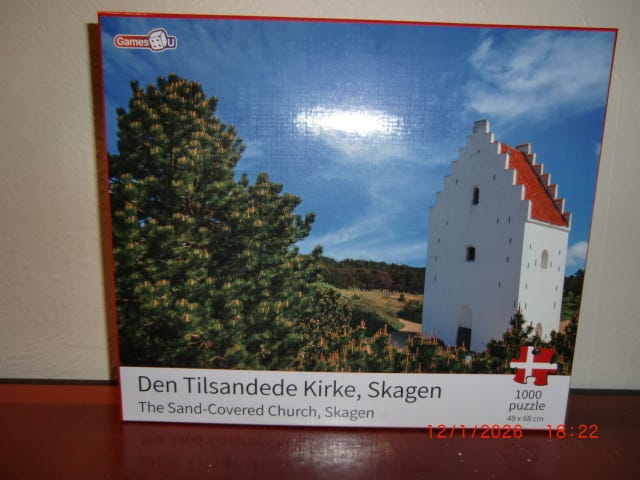 Games U
Den Tilsandede Kirke, Skagen
The Sand-Covered Church, Skagen
1000
puzzle
49 x 68 cm
12/1/2026 18:22